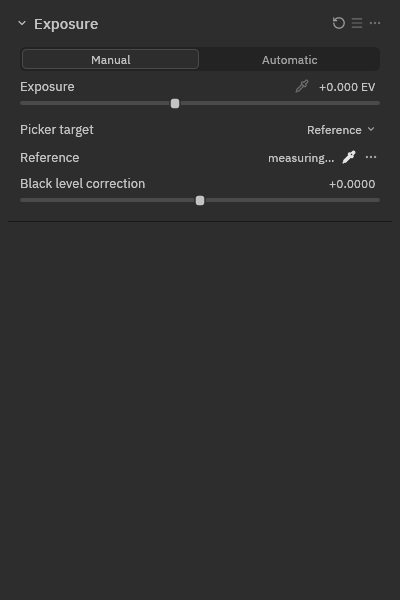 Exposure
Manual
Automatic
Exposure
+0.000 EV
Picker target
Reference
Reference
measuring...
Black level correction
+0.0000